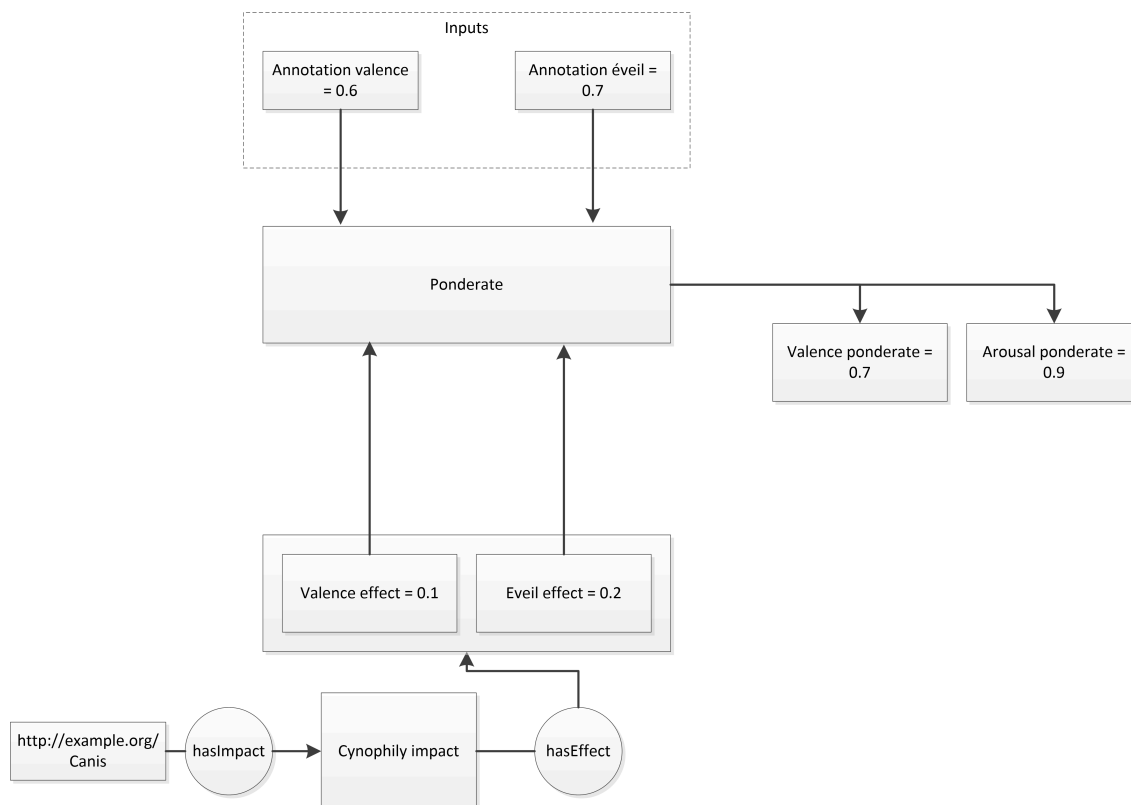 Inputs
Annotation valence
= 0.6
Annotation éveil =
0.7
Ponderate
Valence ponderate =
0.7
Arousal ponderate =
0.9
Valence effect = 0.1
Eveil effect = 0.2
http://example.org/
Canis
hasImpact
Cynophily impact
hasEffect